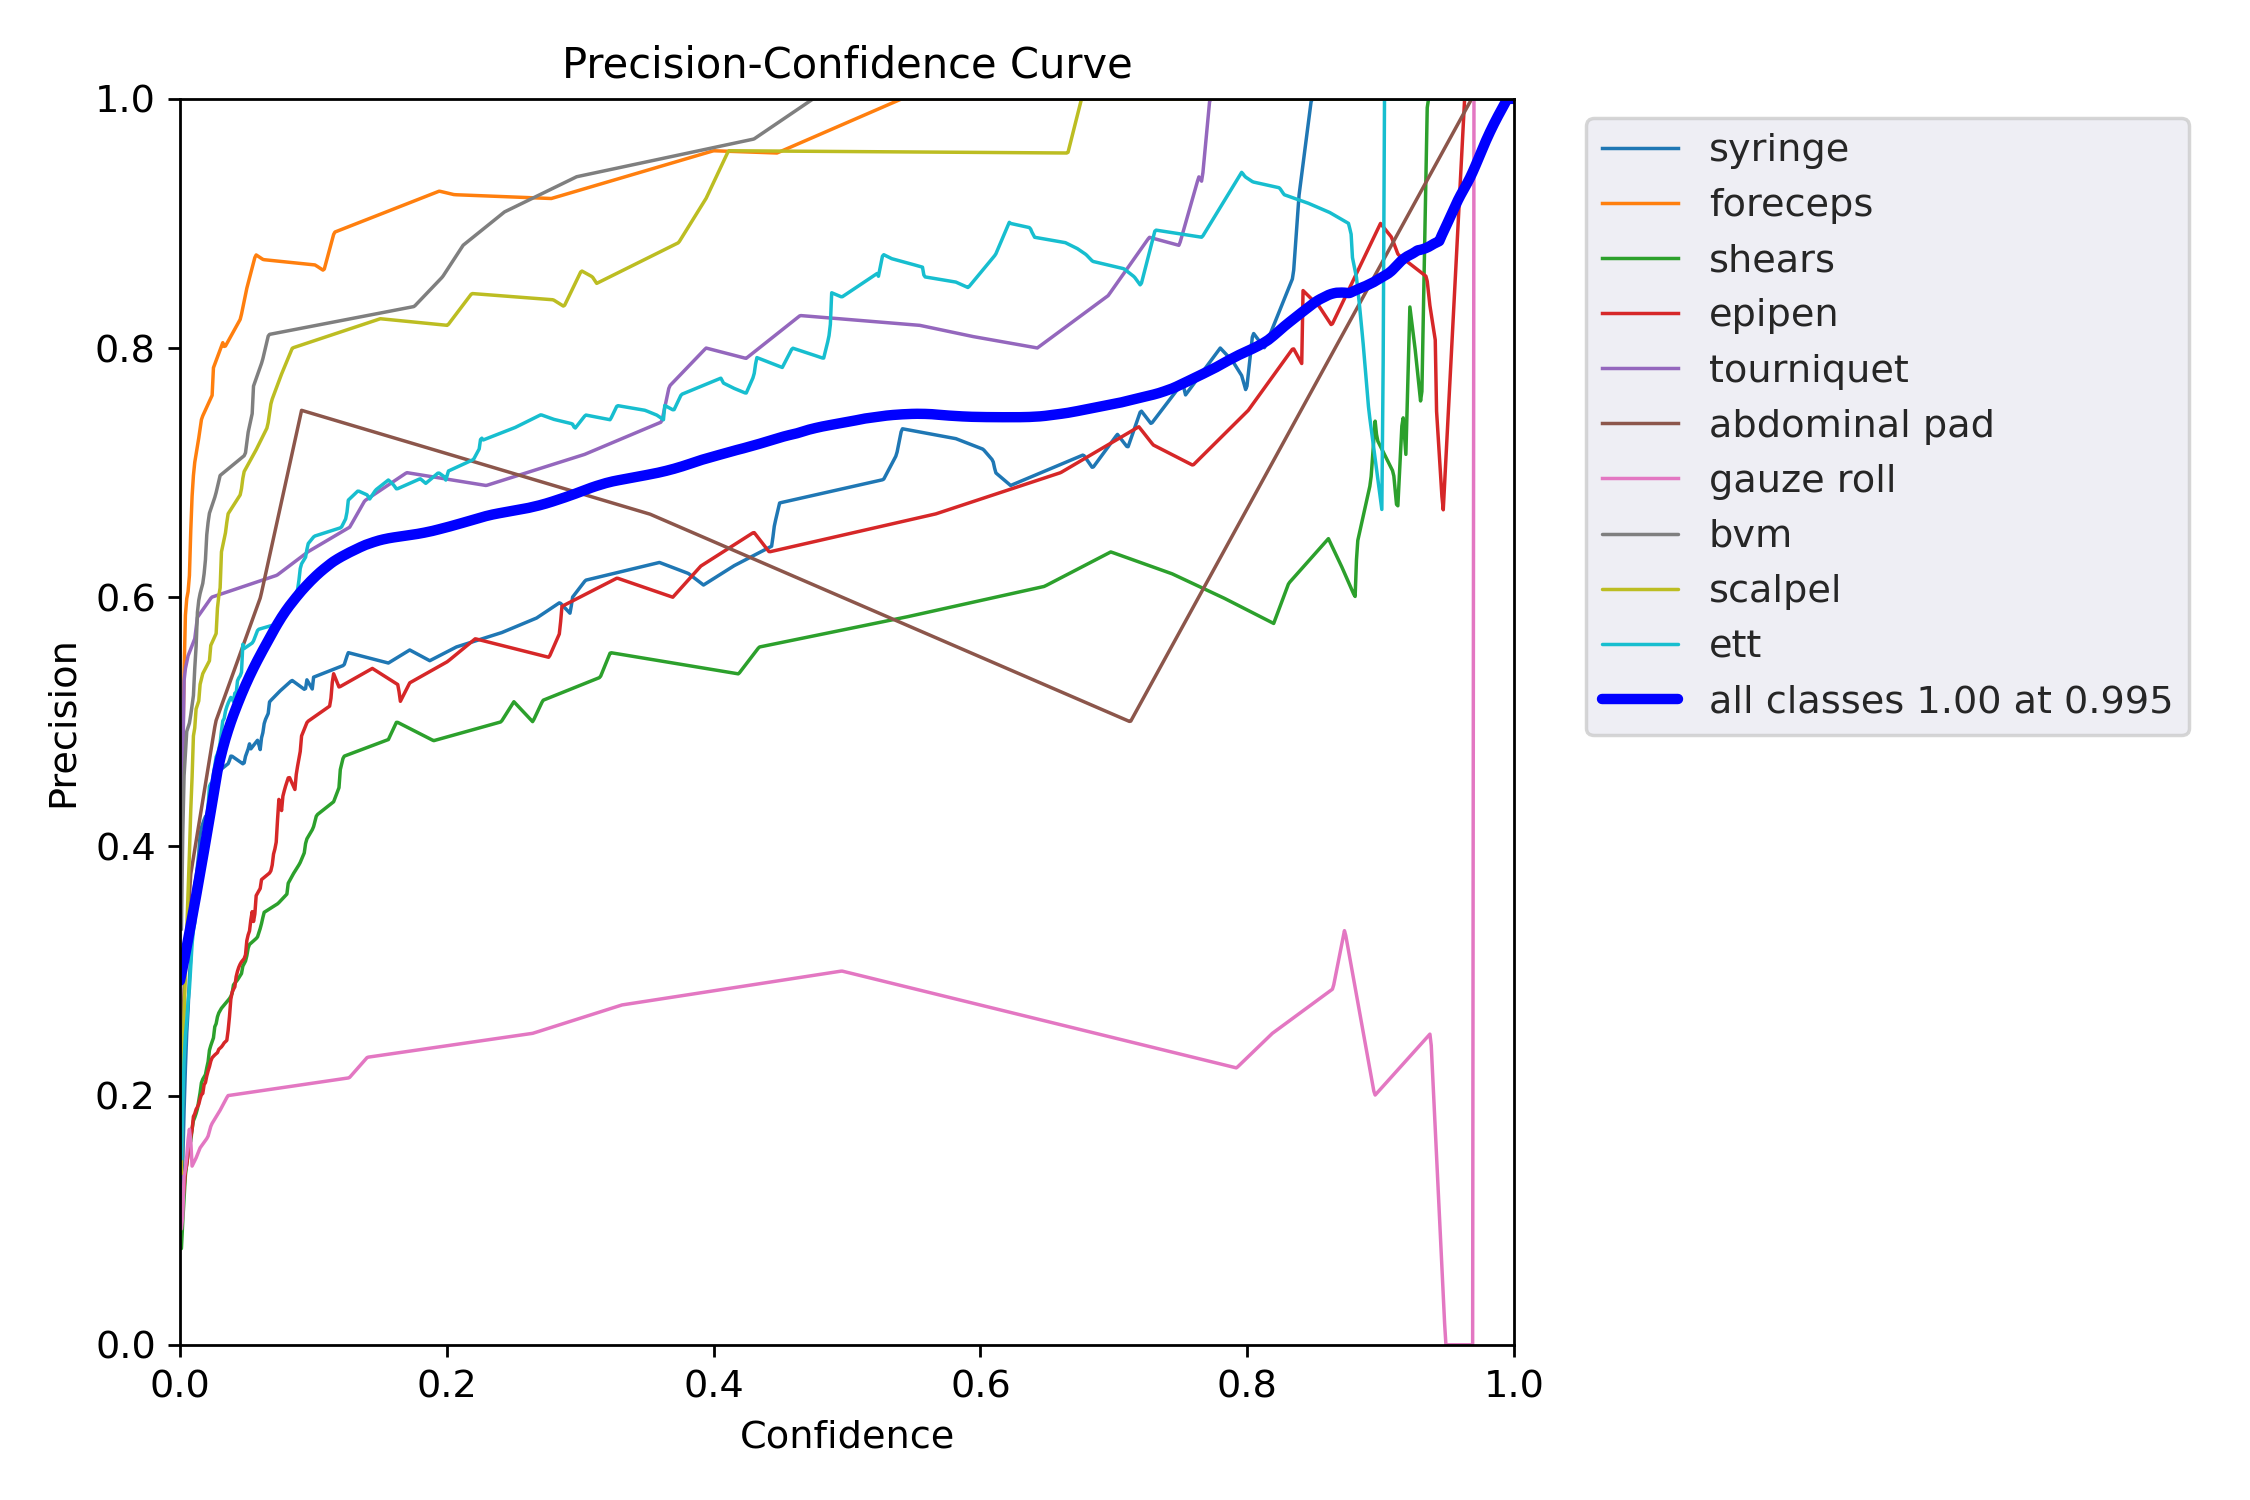 Precision-Confidence Curve
1.0
0.8
0.6
0.4
0.2
0.0
Precision
0.0 0.2 0.4 0.6 0.8 1.0
Confidence
syringe
foreceps
shears
epipen
tourniquet
abdominal pad
gauze roll
bvm
scalpel
ett
all classes 1.00 at 0.995